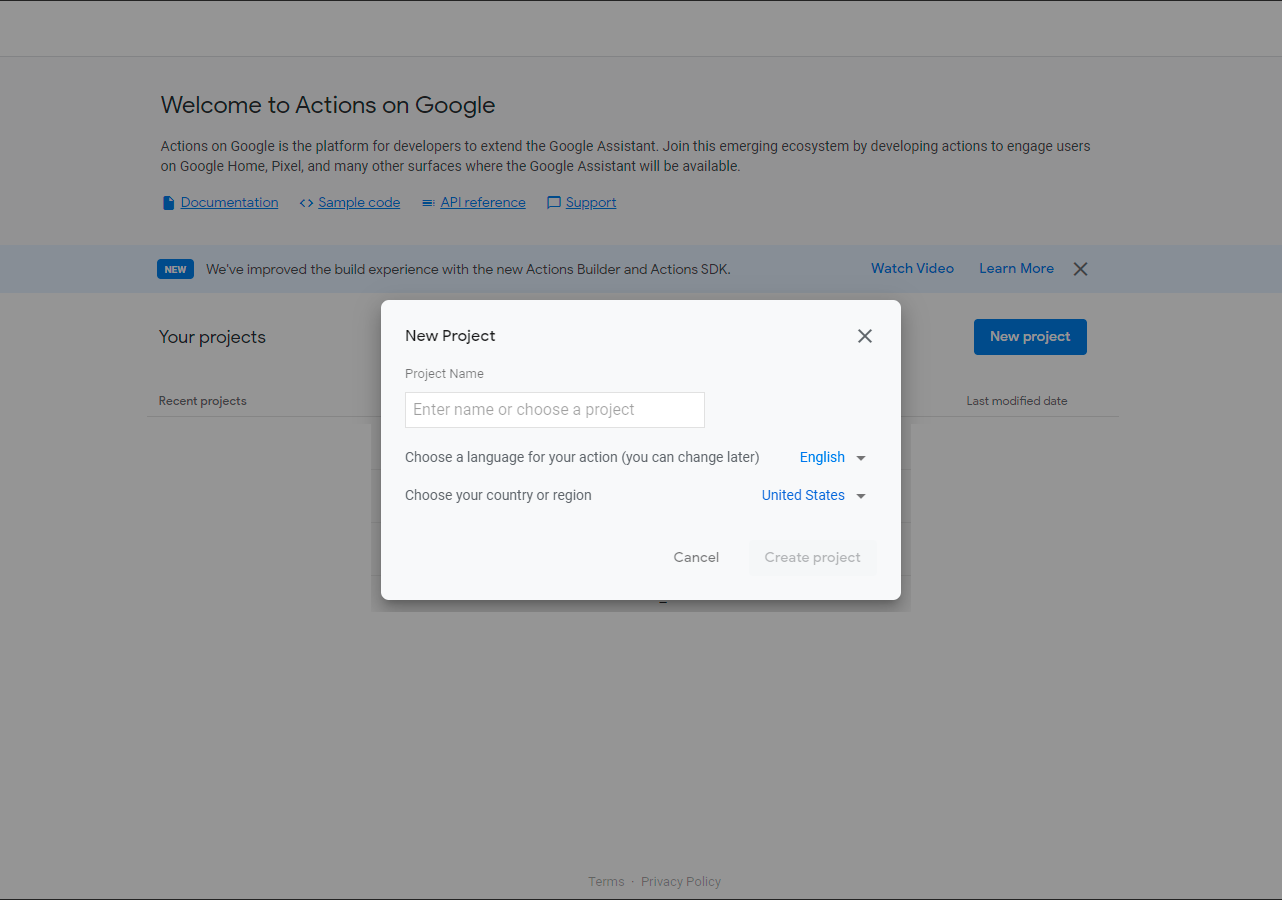 Welcome to Actions on Google
Actions on Google is the platform for developers to extend the Google Assistant. Join this emerging ecosystem by developing actions to engage users
on Google Home, Pixel, and many other surfaces where the Google Assistant will be available.
Documentation Sample code API reference Support
NEW We've improved the build experience with the new Actions Builder and Actions SDK. Watch Video Learn More
Your projects New project
Recent projects Last modified date
New Project
Project Name
Enter name or choose a project
Choose a language for your action (you can change later) English
Choose your country or region United States
Cancel Create project
Terms · Privacy Policy